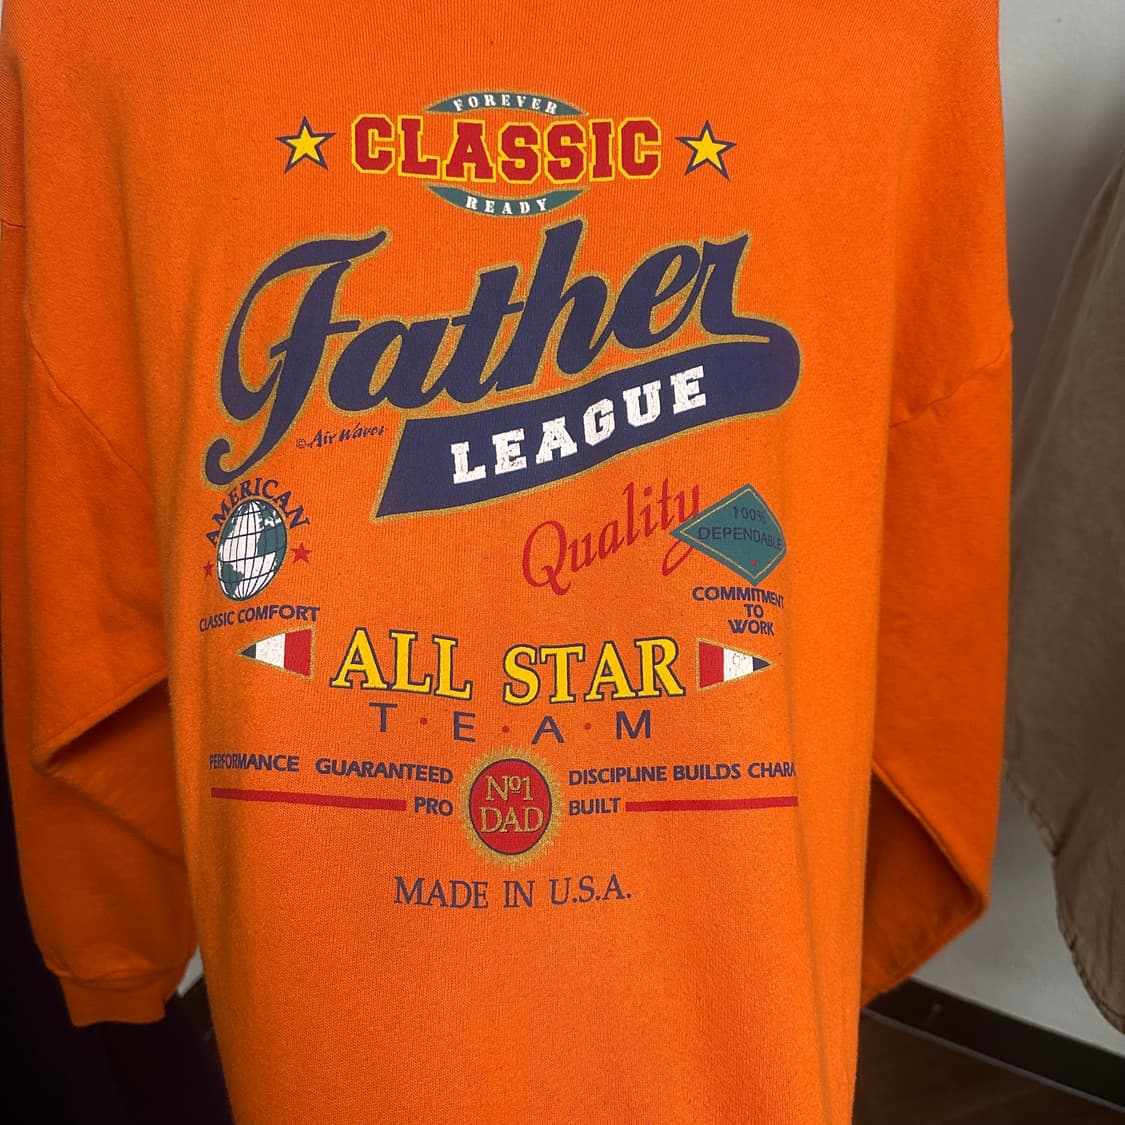 FOREVER
CLASSIC
READY
Father
LEAGUE
© Air Waves
AMERICAN
CLASSIC COMFORT
Quality
100%
DEPENDABLE
COMMITMENT
TO
WORK
ALL STAR
T·E·A·M
PERFORMANCE GUARANTEED
DISCIPLINE BUILDS CHARA
PRO
Nº1
DAD
BUILT
MADE IN U.S.A.